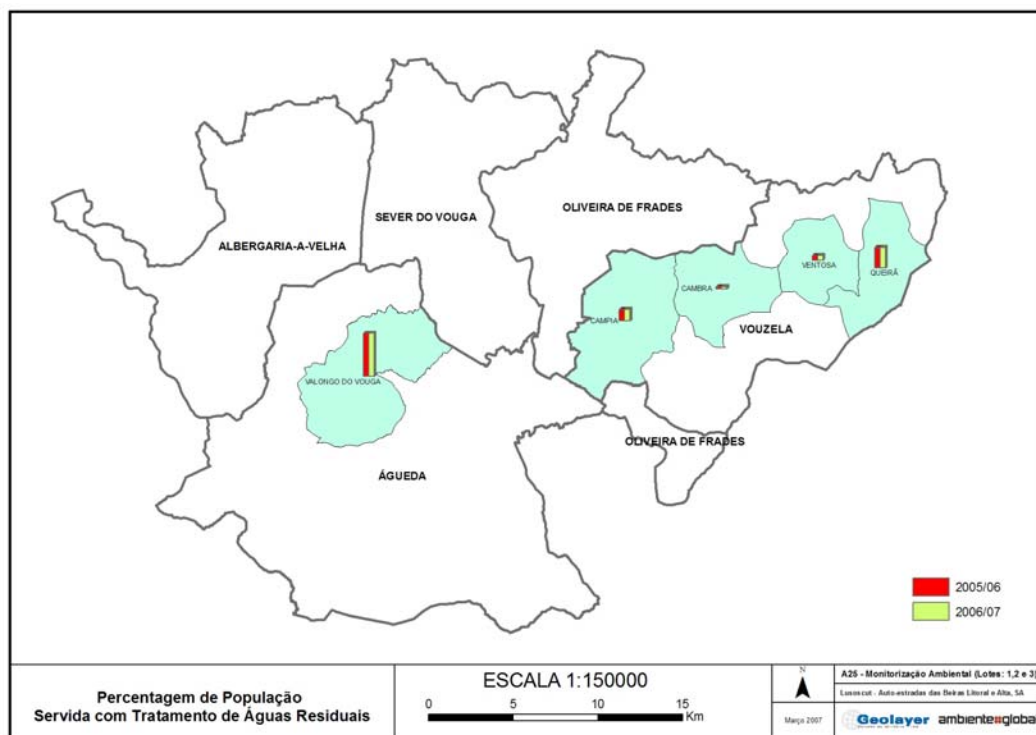 OLIVEIRA DE FRADES
SEVER DO VOUGA
ALBERGARIA-A-VELHA
VENTOSA
QUEIRÃ
CAMBRA
CAMPIA
VOUZELA
VALONGO DO VOUGA
OLIVEIRA DE FRADES
ÁGUEDA
2005/06
2006/07
Percentagem de População
Servida com Tratamento de Águas Residuais
ESCALA 1:150000
0 5 10 15
Km
N
Março 2007
A25 - Monitorização Ambiental (Lotes: 1,2 e 3)
Lusoscut - Auto-estradas das Beiras Litoral e Alta, SA
Geolayer
ambiente global